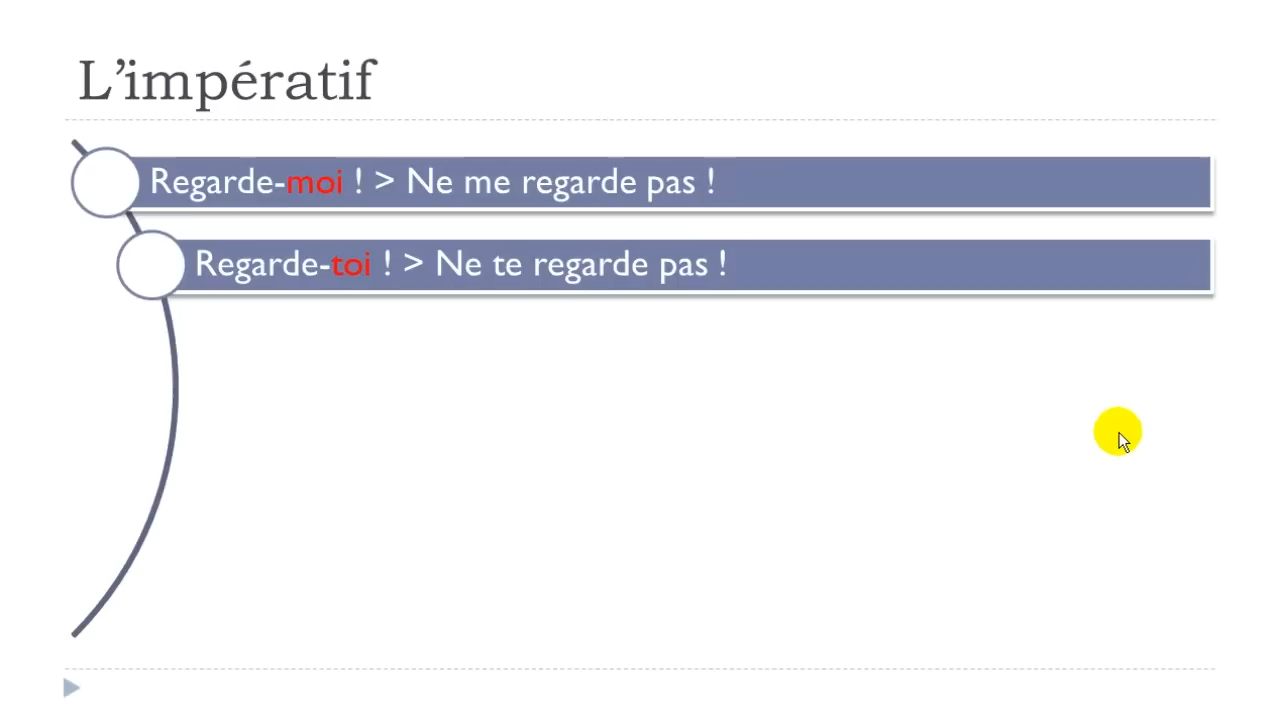 L’impératif
Regarde-moi ! > Ne me regarde pas !
Regarde-toi ! > Ne te regarde pas !